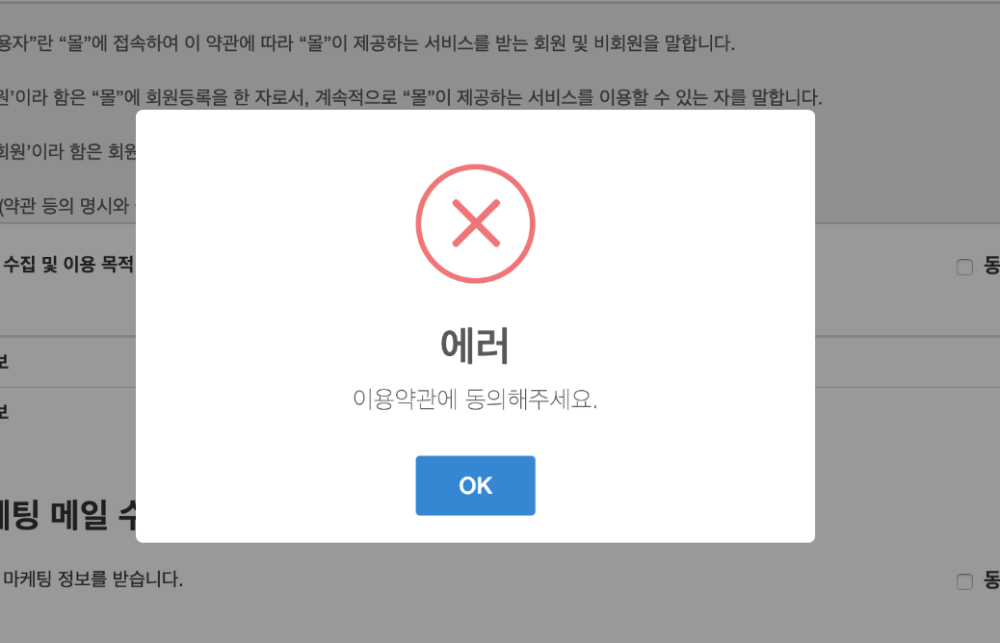 용자”란 “몰”에 접속하여 이 약관에 따라 “몰”이 제공하는 서비스를 받는 회원 및 비회원을 말합니다.
원’이라 함은 “몰”에 회원등록을 한 자로서, 계속적으로 “몰”이 제공하는 서비스를 이용할 수 있는 자를 말합니다.
회원’이라 함은 회원
(약관 등의 명시와
수집 및 이용 목적
동
에러
보
이용약관에 동의해주세요.
보
OK
팅 메일 수
마케팅 정보를 받습니다.
동